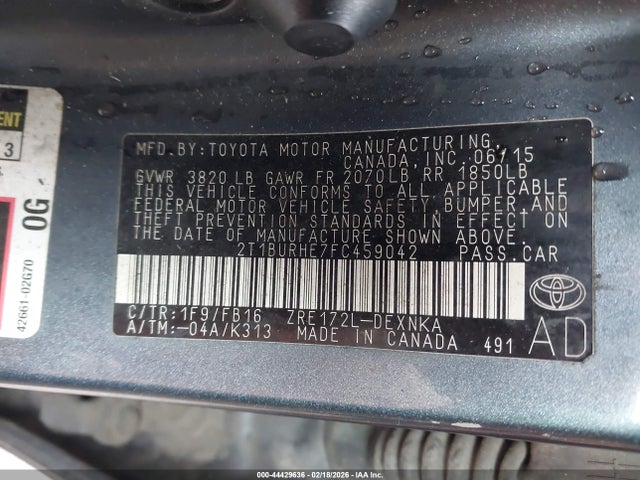 MFD. BY: TOYOTA MOTOR MANUFACTURING,
CANADA, INC. 06/15
GVWR 3820 LB GAWR FR 2070LB RR 1850LB
THIS VEHICLE CONFORMS TO ALL APPLICABLE
FEDERAL MOTOR VEHICLE SAFETY, BUMPER AND
THEFT PREVENTION STANDARDS IN EFFECT ON
THE DATE OF MANUFACTURE SHOWN ABOVE.
2T1BURHE7FC459042 PASS.CAR
C/TR: 1F9/FB16 ZRE172L-DEXNKA
A/TM: -04A/K313 MADE IN CANADA 491
AD
ENT
13
0G
42661-02G70
000-44429636 - 02/18/2026 - IAA Inc.